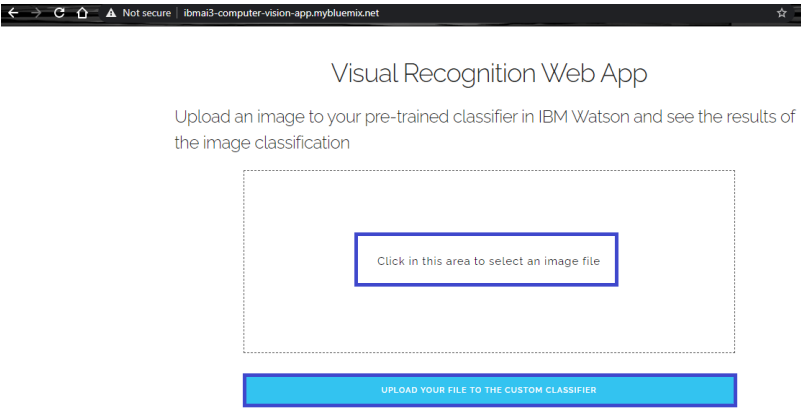 Not secure | ibmai3-computer-vision-app.mybluemix.net
Visual Recognition Web App
Upload an image to your pre-trained classifier in IBM Watson and see the results of
the image classification
Click in this area to select an image file
UPLOAD YOUR FILE TO THE CUSTOM CLASSIFIER